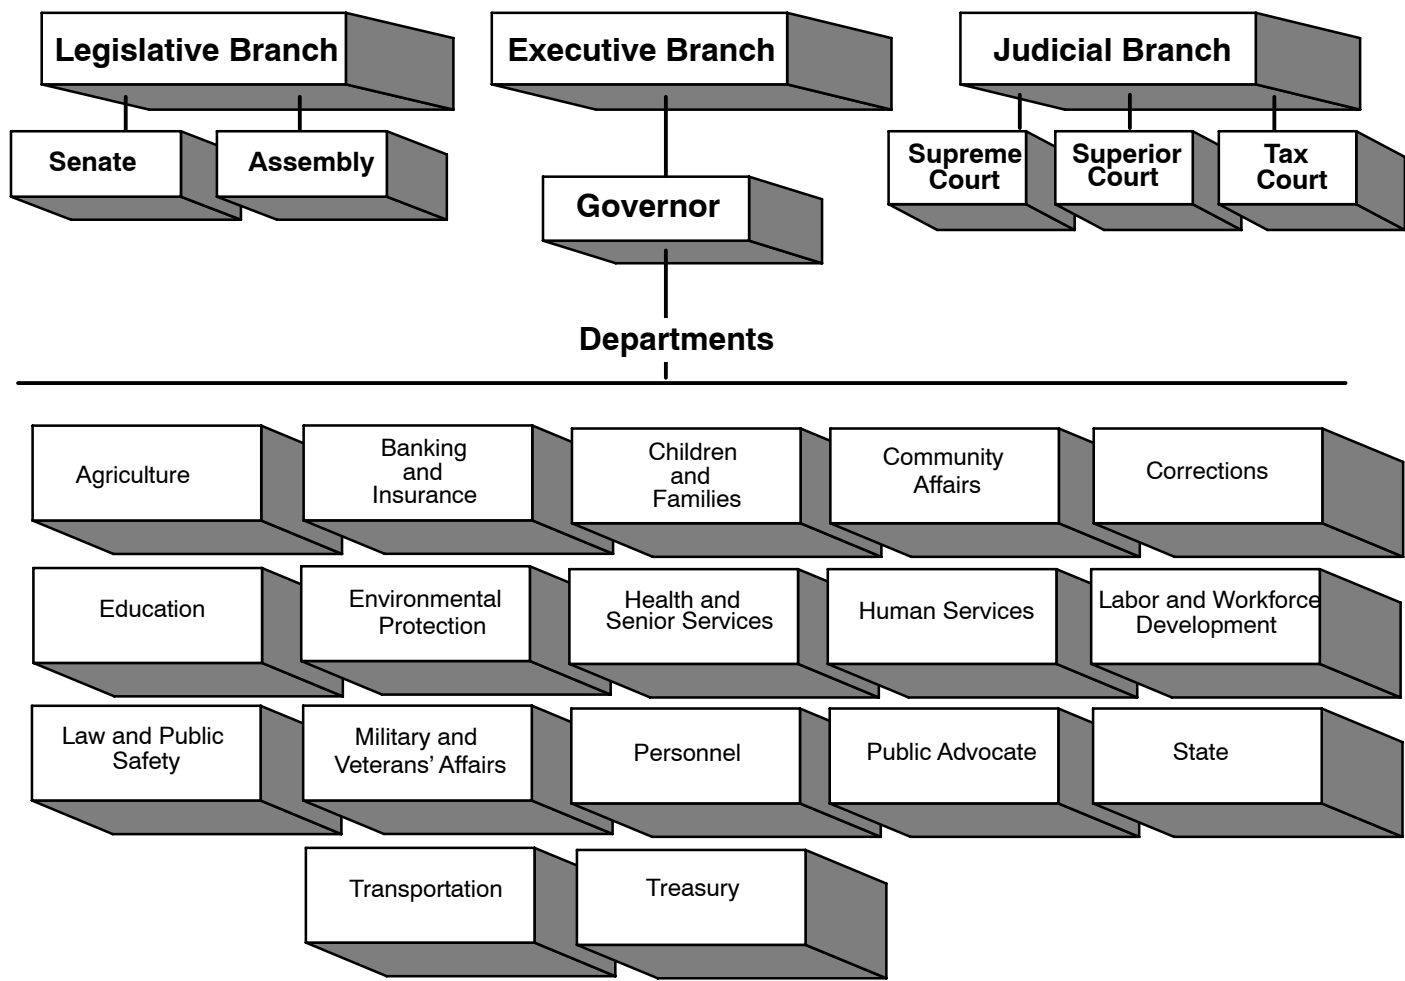 Legislative Branch
Executive Branch
Judicial Branch
Senate
Assembly
Governor
Supreme
Court
Superior
Court
Tax
Court
Departments
Agriculture
Banking
and
Insurance
Children
and
Families
Community
Affairs
Corrections
Education
Environmental
Protection
Health and
Senior Services
Human Services
Labor and Workforce
Development
Law and Public
Safety
Military and
Veterans’ Affairs
Personnel
Public Advocate
State
Transportation
Treasury